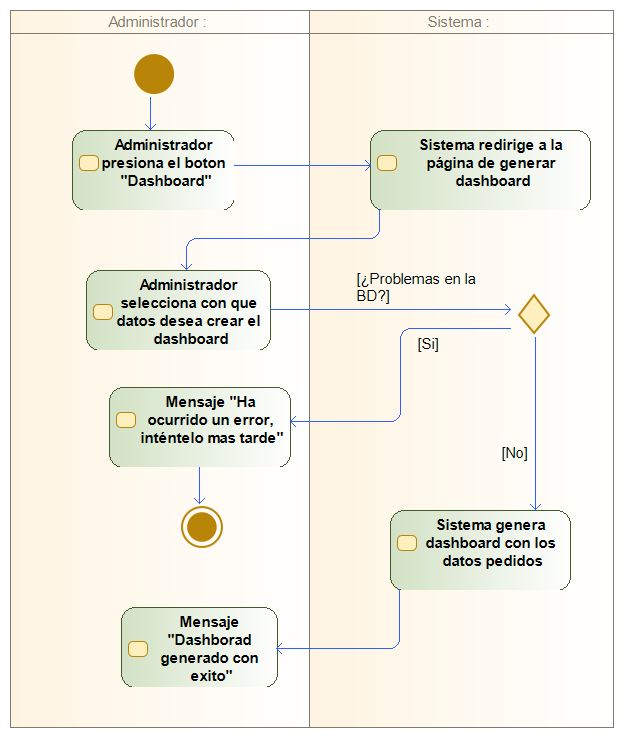 Administrador :
Sistema :
Administrador
presiona el boton
"Dashboard"
Sistema redirige a la
página de generar
dashboard
Administrador
selecciona con que
datos desea crear el
dashboard
[¿Problemas en la
BD?]
[Si]
Mensaje "Ha
ocurrido un error,
inténtelo mas tarde"
[No]
Sistema genera
dashboard con los
datos pedidos
Mensaje
"Dashborad
generado con
exito"